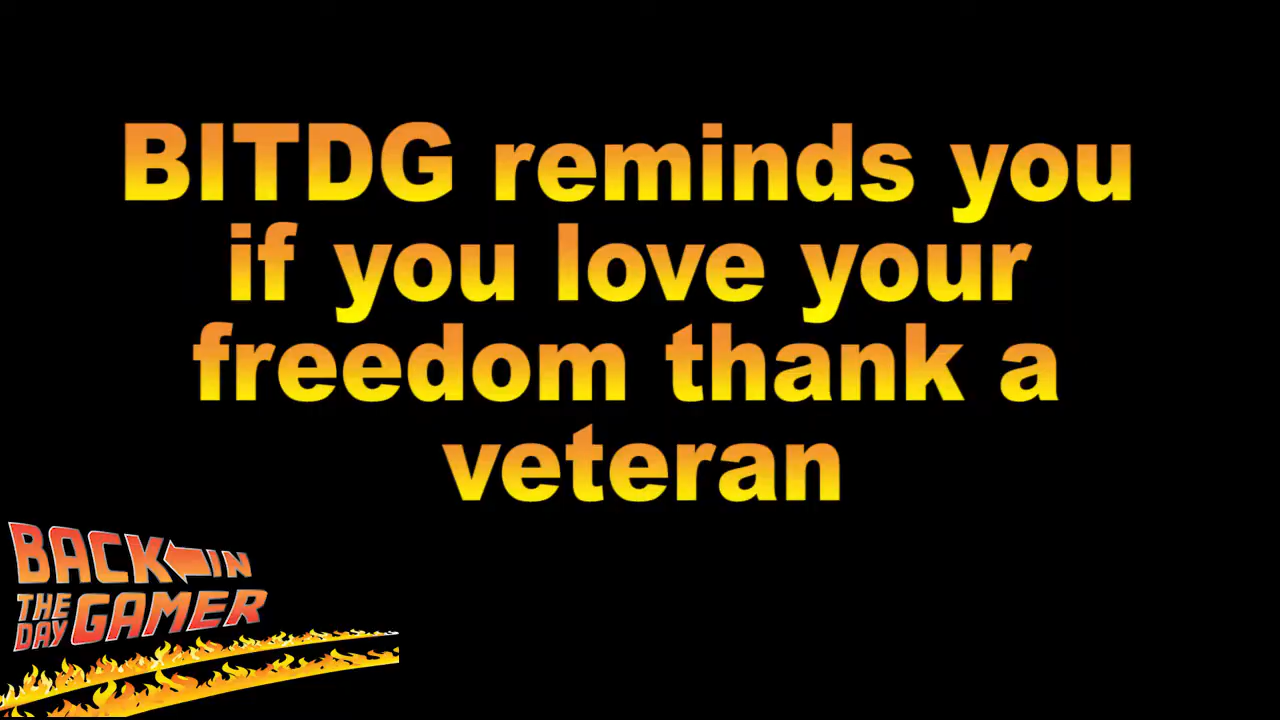 BITDG reminds you
if you love your
freedom thank a
veteran
BACK IN
THE DAY GAMER